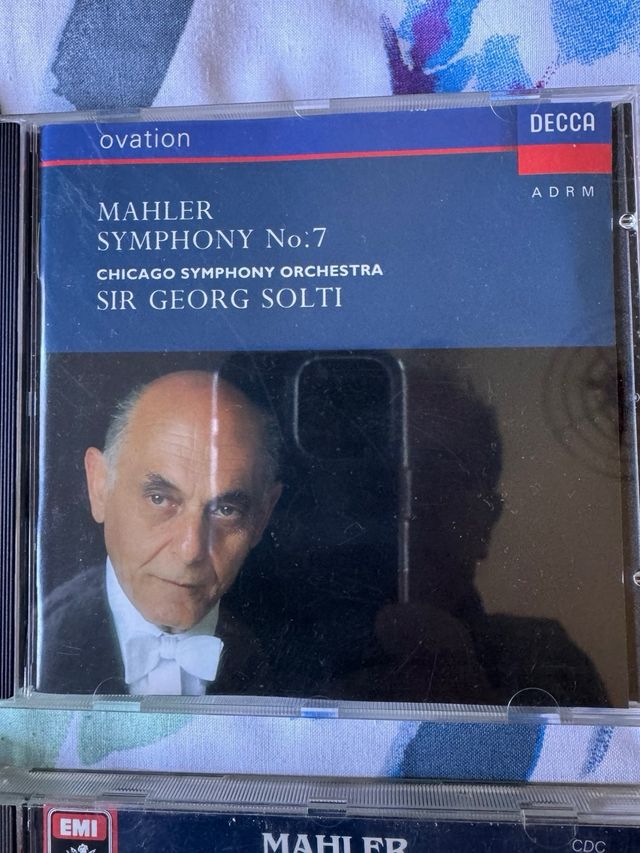 ovation
DECCA
ADRM
MAHLER
SYMPHONY No:7
CHICAGO SYMPHONY ORCHESTRA
SIR GEORG SOLTI
EMI
MAHLER
CDC